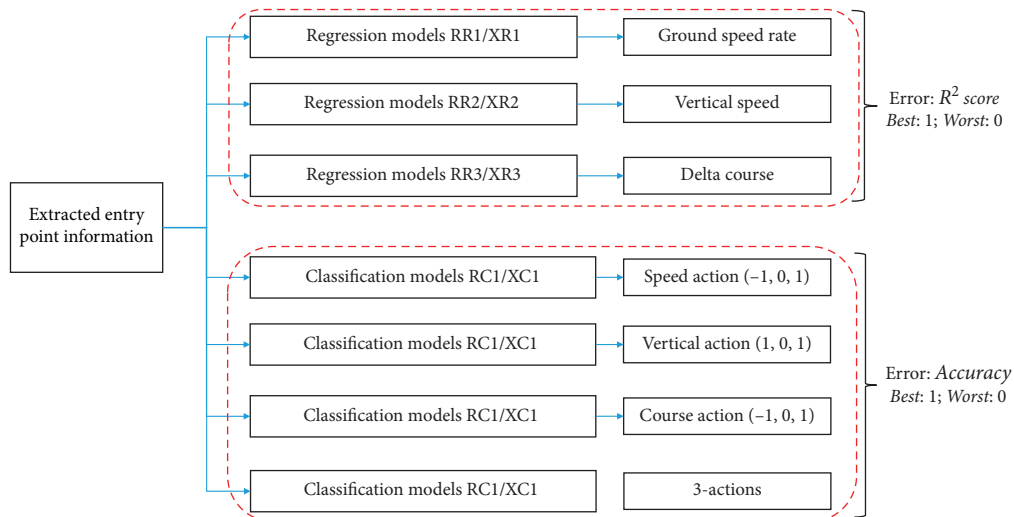 Extracted entry
point information
Regression models RR1/XR1
Ground speed rate
Regression models RR2/XR2
Vertical speed
Regression models RR3/XR3
Delta course
Error: R² score
Best: 1; Worst: 0
Classification models RC1/XC1
Speed action (–1, 0, 1)
Classification models RC1/XC1
Vertical action (1, 0, 1)
Classification models RC1/XC1
Course action (–1, 0, 1)
Classification models RC1/XC1
3-actions
Error: Accuracy
Best: 1; Worst: 0